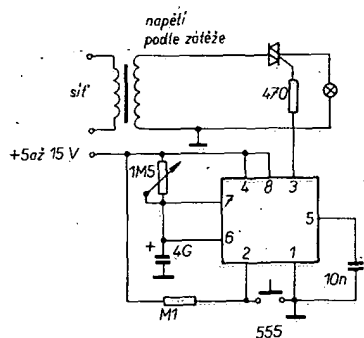 napětí
podle zátěže
síť
470
+5až 15 V
1M5
4 8 3
7
5
6
+
4G
2 1
10n
M1
555